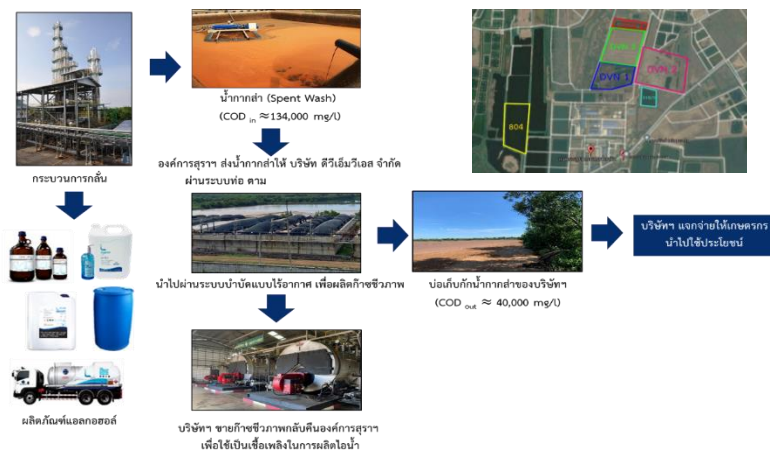 กระบวนการกลั่น
น้ำกากส่า (Spent Wash)
(COD in ≈134,000 mg/l)
องค์การสุราฯ ส่งน้ำกากส่าให้ บริษัท ดีวีเอ็มวีเอส จำกัด
ผ่านระบบท่อ ตาม
นำไปผ่านระบบบำบัดแบบไร้อากาศ เพื่อผลิตก๊าซชีวภาพ
บ่อเก็บกักน้ำกากส่าของบริษัทฯ
(COD out ≈ 40,000 mg/l)
บริษัทฯ แจกจ่ายให้เกษตรกร
นำไปใช้ประโยชน์
ผลิตภัณฑ์แอลกอฮอล์
บริษัทฯ ขายก๊าซชีวภาพกลับคืนองค์การสุราฯ
เพื่อใช้เป็นเชื้อเพลิงในการผลิตไอน้ำ
DVN 1
804